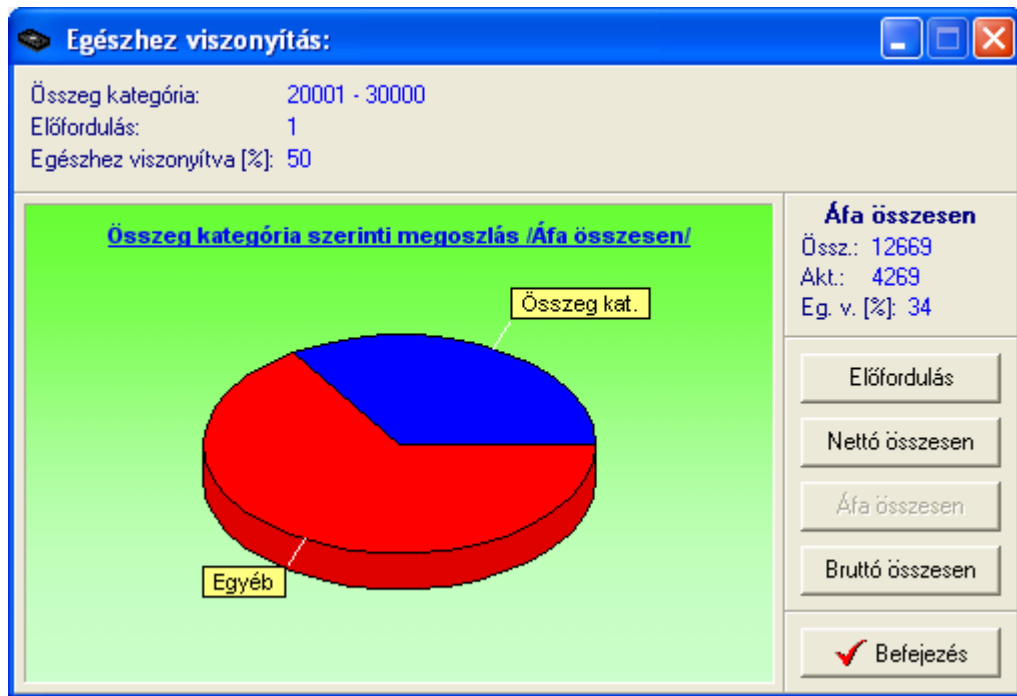 Egészhez viszonyítás:
Összeg kategória: 20001 - 30000
Előfordulás: 1
Egészhez viszonyítva [%]: 50
Összeg kategória szerinti megoszlás /Áfa összesen/
Összeg kat.
Egyéb
Áfa összesen
Össz.: 12669
Akt.: 4269
Eg. v. [%]: 34
Előfordulás
Nettó összesen
Áfa összesen
Bruttó összesen
Befejezés